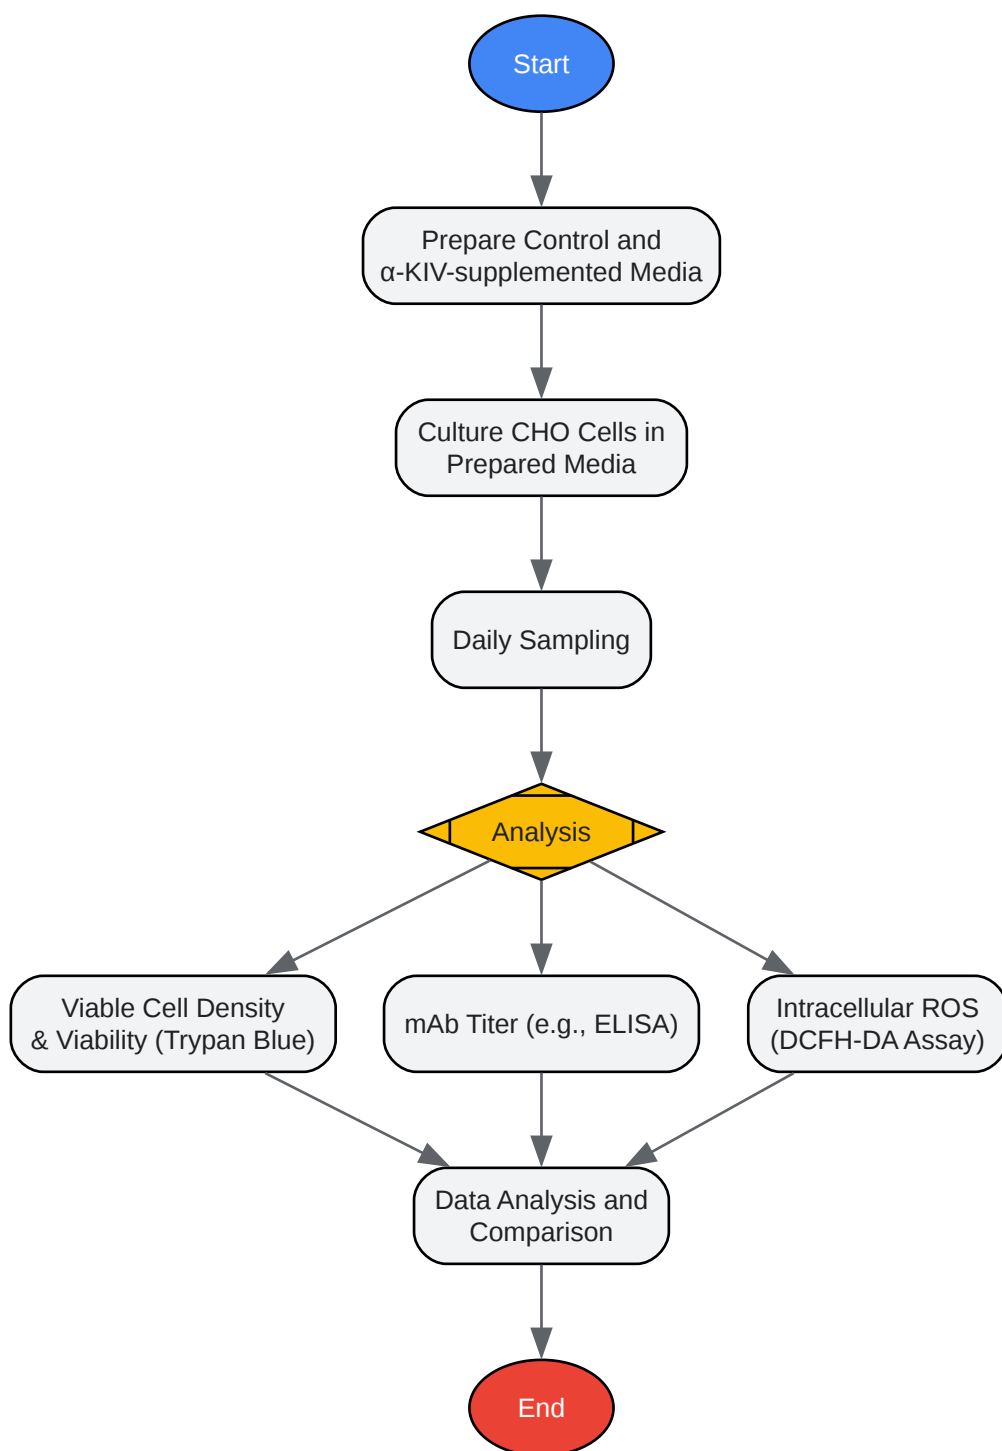 Start
Prepare Control and
α-KIV-supplemented Media
Culture CHO Cells in
Prepared Media
Daily Sampling
Analysis
Viable Cell Density
& Viability (Trypan Blue)
mAb Titer (e.g., ELISA)
Intracellular ROS
(DCFH-DA Assay)
Data Analysis and
Comparison
End